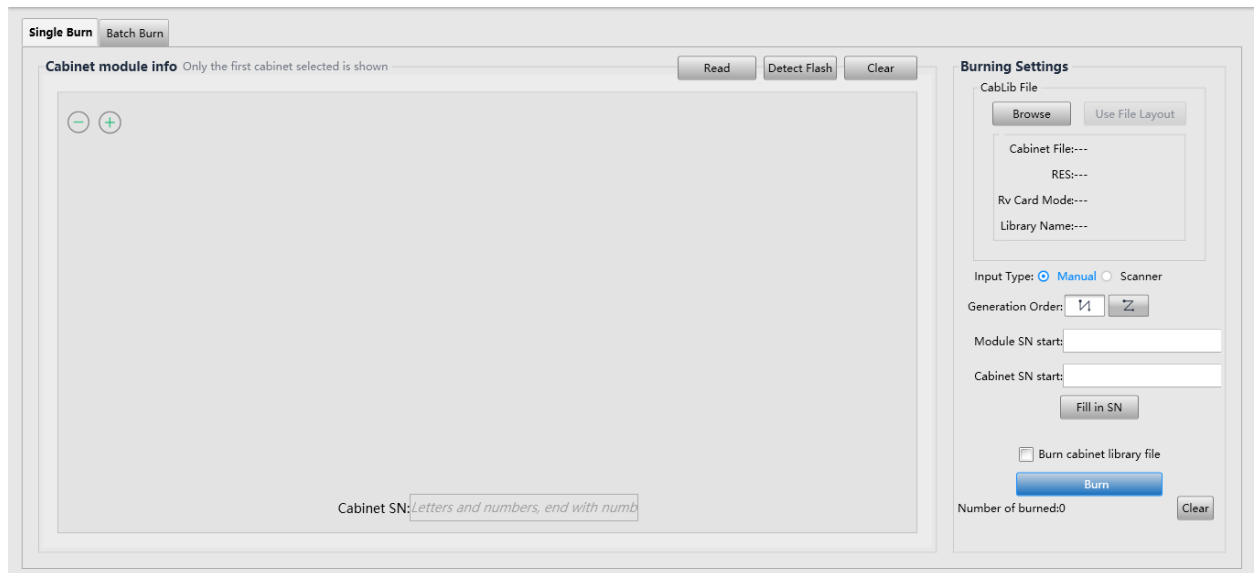 Single Burn Batch Burn
Cabinet module info Only the first cabinet selected is shown Read Detect Flash Clear
Cabinet SN: Letters and numbers, end with numb
Burning Settings
CabLib File
Browse Use File Layout
Cabinet File:---
RES:---
Rv Card Mode:---
Library Name:---
Input Type: Manual Scanner
Generation Order:
Module SN start:
Cabinet SN start:
Fill in SN
Burn cabinet library file
Burn
Number of burned:0 Clear